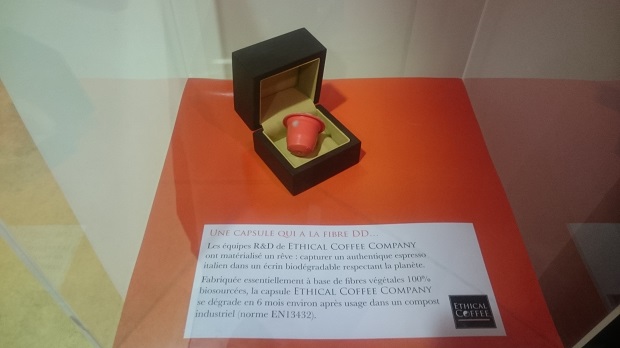 UNE CAPSULE QUI A LA FIBRE DD...
Les équipes R&D de ETHICAL COFFEE COMPANY
ont matérialisé un rêve : capturer un authentique espresso
italien dans un écrin biodégradable respectant la planète.
Fabriquée essentiellement à base de fibres végétales 100%
biosourcées, la capsule ETHICAL COFFEE COMPANY
se dégrade en 6 mois environ après usage dans un compost
industriel (norme EN13432).
ETHICAL
COFFEE